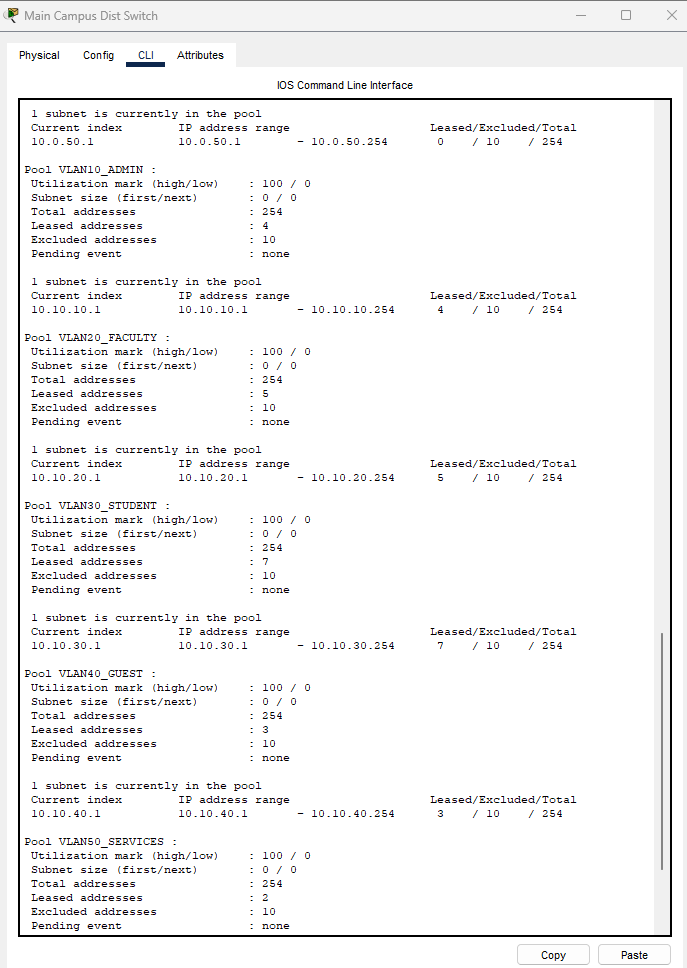 Main Campus Dist Switch
Physical Config CLI Attributes
IOS Command Line Interface
1 subnet is currently in the pool
Current index IP address range Leased/Excluded/Total
10.0.50.1 10.0.50.1 - 10.0.50.254 0 / 10 / 254
Pool VLAN10_ADMIN :
Utilization mark (high/low) : 100 / 0
Subnet size (first/next) : 0 / 0
Total addresses : 254
Leased addresses : 4
Excluded addresses : 10
Pending event : none
1 subnet is currently in the pool
Current index IP address range Leased/Excluded/Total
10.10.10.1 10.10.10.1 - 10.10.10.254 4 / 10 / 254
Pool VLAN20_FACULTY :
Utilization mark (high/low) : 100 / 0
Subnet size (first/next) : 0 / 0
Total addresses : 254
Leased addresses : 5
Excluded addresses : 10
Pending event : none
1 subnet is currently in the pool
Current index IP address range Leased/Excluded/Total
10.10.20.1 10.10.20.1 - 10.10.20.254 5 / 10 / 254
Pool VLAN30_STUDENT :
Utilization mark (high/low) : 100 / 0
Subnet size (first/next) : 0 / 0
Total addresses : 254
Leased addresses : 7
Excluded addresses : 10
Pending event : none
1 subnet is currently in the pool
Current index IP address range Leased/Excluded/Total
10.10.30.1 10.10.30.1 - 10.10.30.254 7 / 10 / 254
Pool VLAN40_GUEST :
Utilization mark (high/low) : 100 / 0
Subnet size (first/next) : 0 / 0
Total addresses : 254
Leased addresses : 3
Excluded addresses : 10
Pending event : none
1 subnet is currently in the pool
Current index IP address range Leased/Excluded/Total
10.10.40.1 10.10.40.1 - 10.10.40.254 3 / 10 / 254
Pool VLAN50_SERVICES :
Utilization mark (high/low) : 100 / 0
Subnet size (first/next) : 0 / 0
Total addresses : 254
Leased addresses : 2
Excluded addresses : 10
Pending event : none
Copy Paste